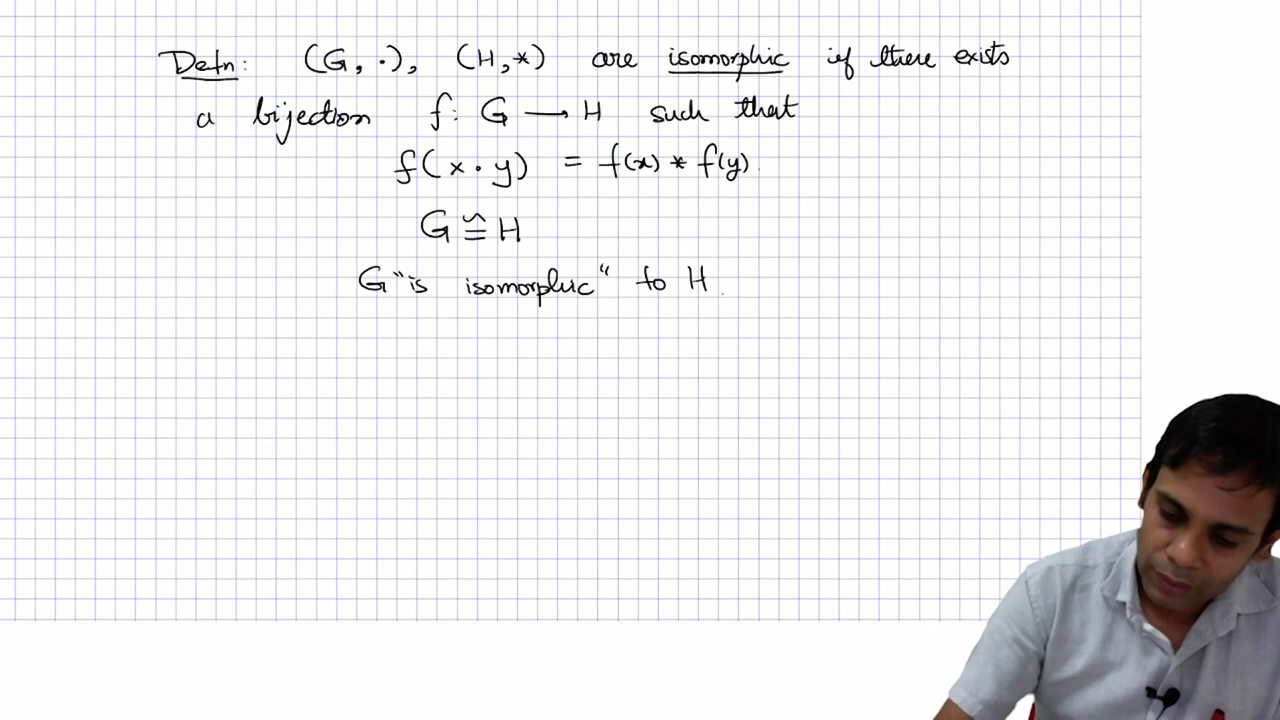 Defn: (G, ·), (H, *) are isomorphic if there exists
a bijection f: G ⟶ H such that
f(x · y) = f(x) * f(y).
G ≅ H
G "is isomorphic" to H.